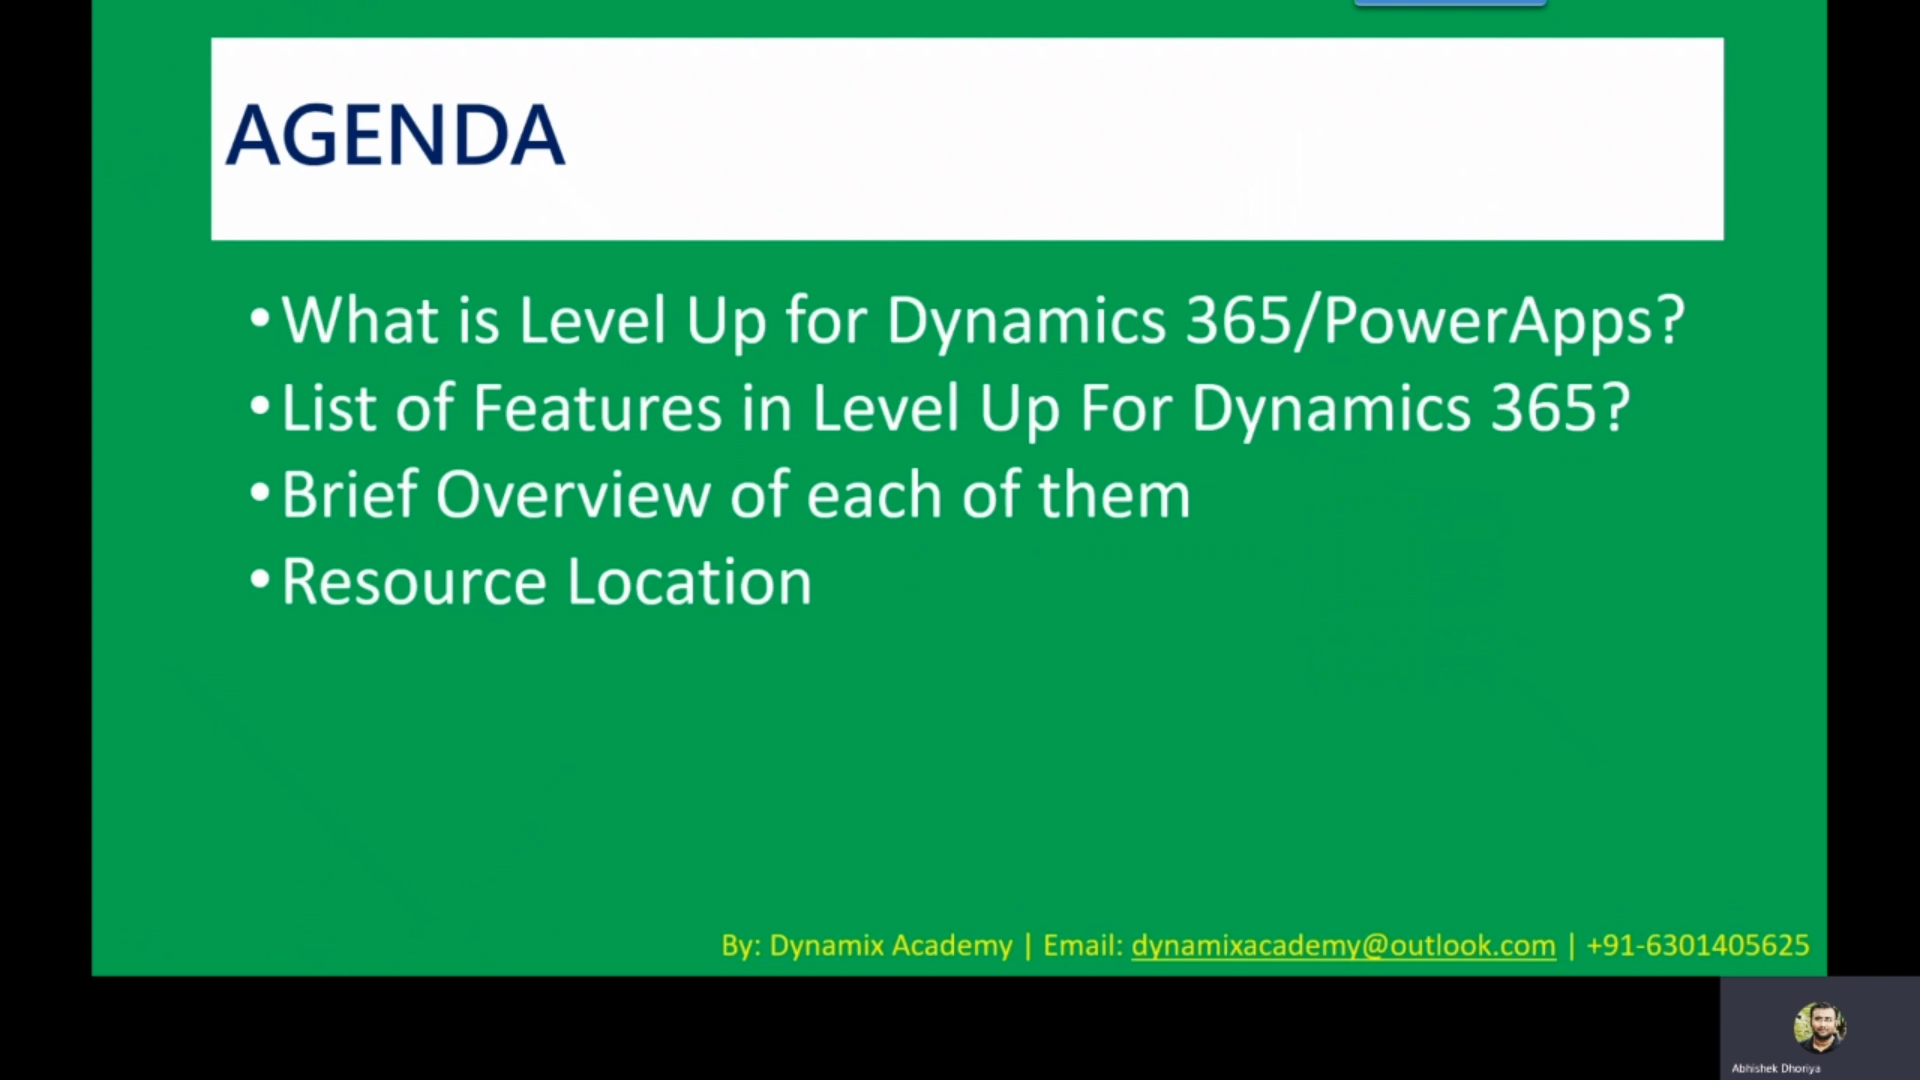 AGENDA
•What is Level Up for Dynamics 365/PowerApps?
•List of Features in Level Up For Dynamics 365?
•Brief Overview of each of them
•Resource Location
By: Dynamix Academy | Email: dynamixacademy@outlook.com | +91-6301405625
Abhishek Dhoriya